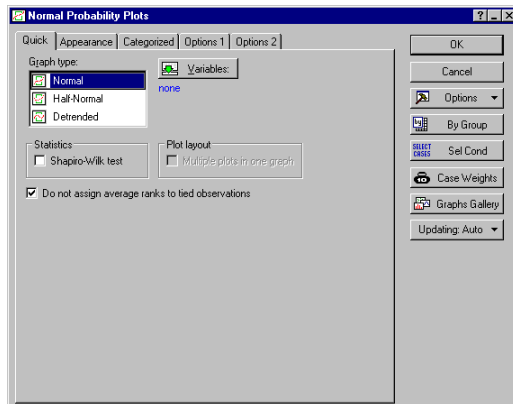 Normal Probability Plots
Quick Appearance Categorized Options 1 Options 2
Graph type:
Normal
Half-Normal
Detrended
Variables:
none
Statistics
Shapiro-Wilk test
Plot layout
Multiple plots in one graph
Do not assign average ranks to tied observations
OK
Cancel
Options
By Group
SELECT CASES Sel Cond
Case Weights
Graphs Gallery
Updating: Auto